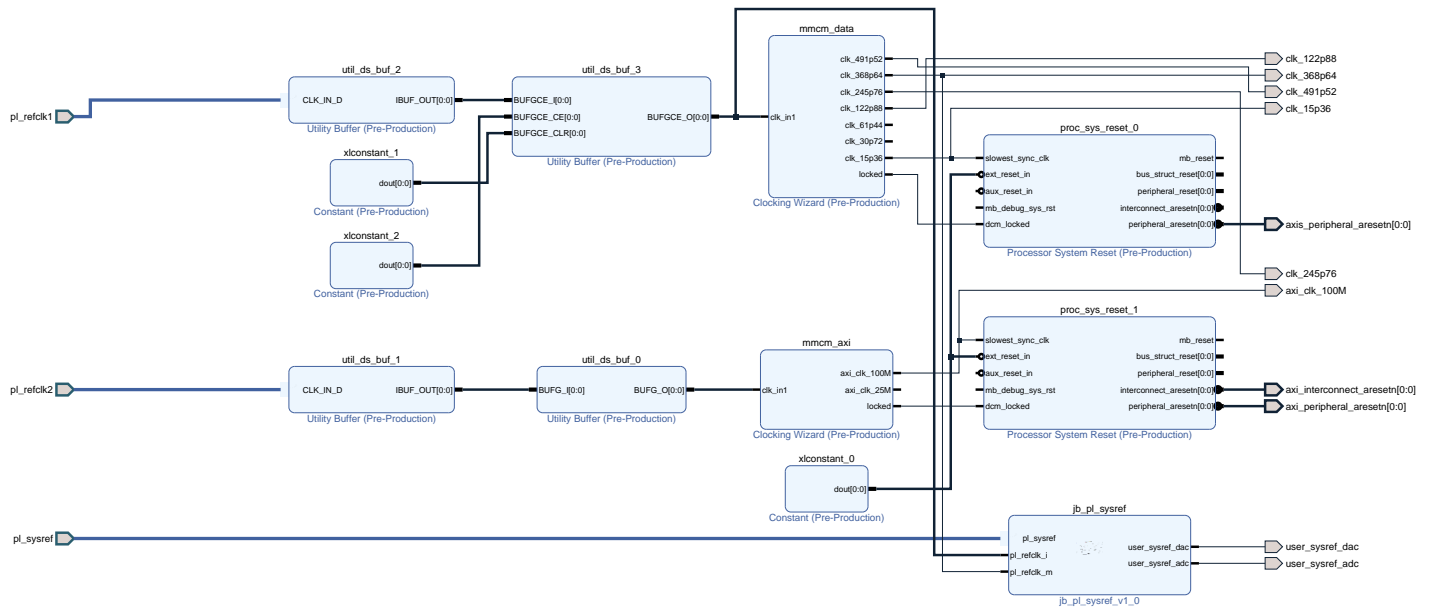 pl_refclk1
util_ds_buf_2
CLK_IN_D
IBUF_OUT[0:0]
Utility Buffer (Pre-Production)
xlconstant_1
dout[0:0]
Constant (Pre-Production)
xlconstant_2
dout[0:0]
Constant (Pre-Production)
util_ds_buf_3
BUFGCE_I[0:0]
BUFGCE_CE[0:0]
BUFGCE_CLR[0:0]
BUFGCE_O[0:0]
Utility Buffer (Pre-Production)
mmcm_data
clk_in1
clk_491p52
clk_368p64
clk_245p76
clk_122p88
clk_61p44
clk_30p72
clk_15p36
locked
Clocking Wizard (Pre-Production)
proc_sys_reset_0
slowest_sync_clk
ext_reset_in
aux_reset_in
mb_debug_sys_rst
dcm_locked
mb_reset
bus_struct_reset[0:0]
peripheral_reset[0:0]
interconnect_aresetn[0:0]
peripheral_aresetn[0:0]
Processor System Reset (Pre-Production)
clk_122p88
clk_368p64
clk_491p52
clk_15p36
axis_peripheral_aresetn[0:0]
clk_245p76
axi_clk_100M
pl_refclk2
util_ds_buf_1
CLK_IN_D
IBUF_OUT[0:0]
Utility Buffer (Pre-Production)
util_ds_buf_0
BUFG_I[0:0]
BUFG_O[0:0]
Utility Buffer (Pre-Production)
mmcm_axi
clk_in1
axi_clk_100M
axi_clk_25M
locked
Clocking Wizard (Pre-Production)
proc_sys_reset_1
slowest_sync_clk
ext_reset_in
aux_reset_in
mb_debug_sys_rst
dcm_locked
mb_reset
bus_struct_reset[0:0]
peripheral_reset[0:0]
interconnect_aresetn[0:0]
peripheral_aresetn[0:0]
Processor System Reset (Pre-Production)
axi_interconnect_aresetn[0:0]
axi_peripheral_aresetn[0:0]
xlconstant_0
dout[0:0]
Constant (Pre-Production)
pl_sysref
jb_pl_sysref
pl_sysref
pl_refclk_i
pl_refclk_m
user_sysref_dac
user_sysref_adc
jb_pl_sysref_v1_0
user_sysref_dac
user_sysref_adc